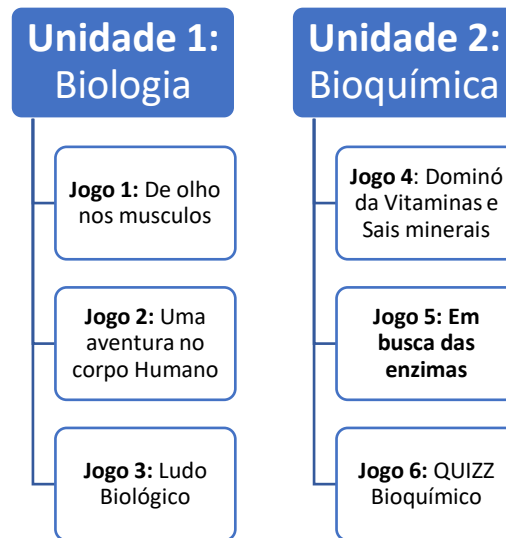 Unidade 1:
Biologia
Jogo 1: De olho
nos musculos
Jogo 2: Uma
aventura no
corpo Humano
Jogo 3: Ludo
Biológico
Unidade 2:
Bioquímica
Jogo 4: Dominó
da Vitaminas e
Sais minerais
Jogo 5: Em
busca das
enzimas
Jogo 6: QUIZZ
Bioquímico